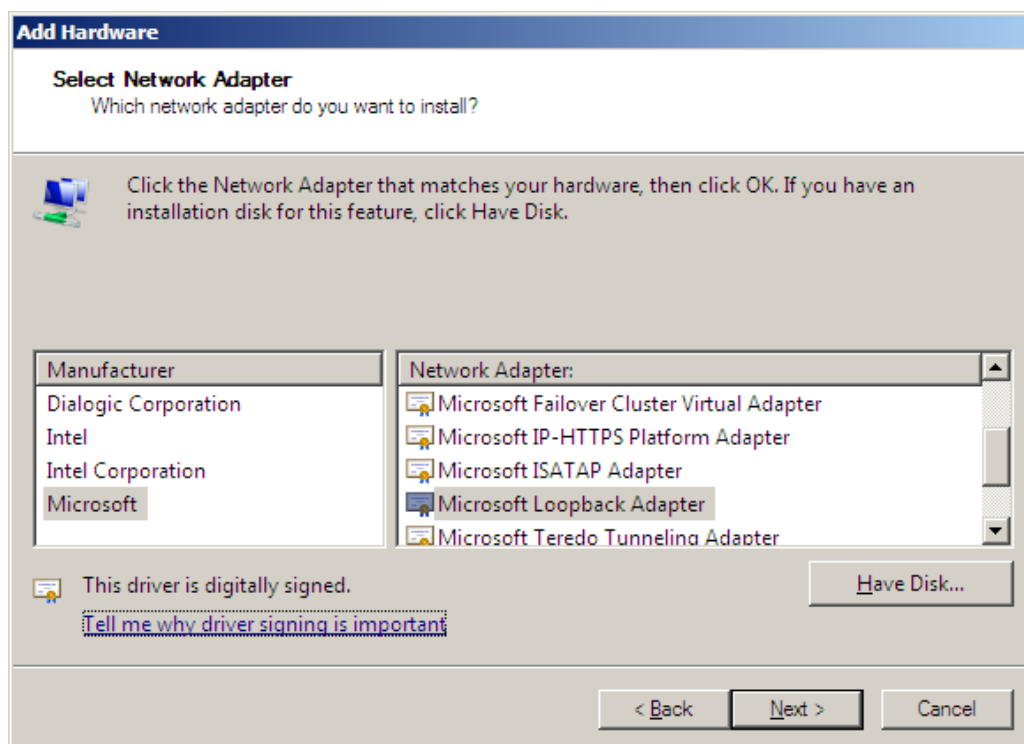 Add Hardware
Select Network Adapter
Which network adapter do you want to install?
Click the Network Adapter that matches your hardware, then click OK. If you have an
installation disk for this feature, click Have Disk.
Manufacturer
Dialogic Corporation
Intel
Intel Corporation
Microsoft
Network Adapter:
Microsoft Failover Cluster Virtual Adapter
Microsoft IP-HTTPS Platform Adapter
Microsoft ISATAP Adapter
Microsoft Loopback Adapter
Microsoft Teredo Tunneling Adapter
This driver is digitally signed.
Tell me why driver signing is important
Have Disk...
< Back
Next >
Cancel